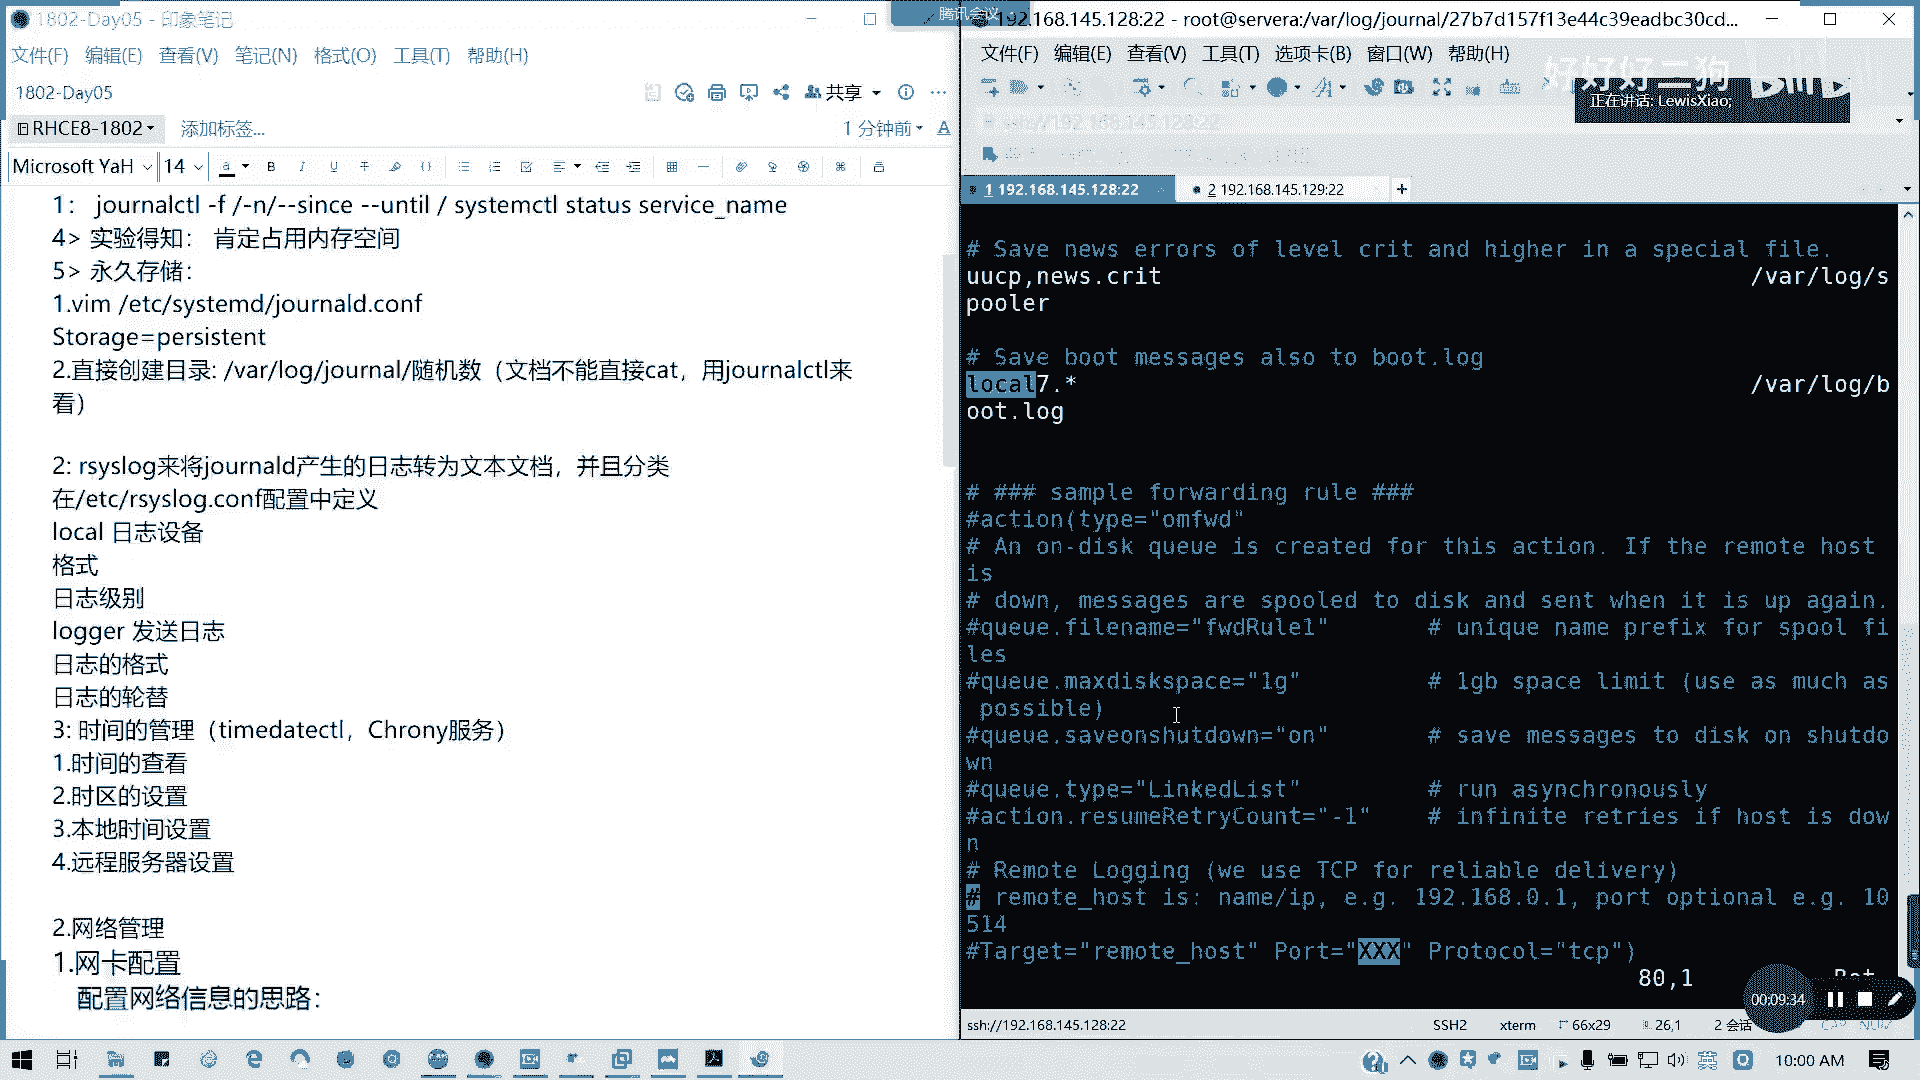 1802-Day05 - 印象笔记
文件(F) 编辑(E) 查看(V) 笔记(N) 格式(O) 工具(T) 帮助(H)
1802-Day05
共享
RHCE8-1802
添加标签...
1 分钟前
Microsoft YaH
14
1： journalctl -f /-n/--since --until / systemctl status service_name
4> 实验得知： 肯定占用内存空间
5> 永久存储：
1.vim /etc/systemd/journald.conf
Storage=persistent
2.直接创建目录: /var/log/journal/随机数（文档不能直接cat，用journalctl来
看）
2: rsyslog来将journald产生的日志转为文本文档，并且分类
在/etc/rsyslog.conf配置中定义
local 日志设备
格式
日志级别
logger 发送日志
日志的格式
日志的轮替
3: 时间的管理（timedatectl，Chrony服务）
1.时间的查看
2.时区的设置
3.本地时间设置
4.远程服务器设置
2.网络管理
1.网卡配置
配置网络信息的思路：
腾讯会议
192.168.145.128:22 - root@servera:/var/log/journal/27b7d157f13e44c39eadbc30cd...
文件(F) 编辑(E) 查看(V) 工具(T) 选项卡(B) 窗口(W) 帮助(H)
好好好二狗
正在讲话: LewisXiao;
ssh://192.168.145.128:22
1 192.168.145.128:22
2 192.168.145.129:22
# Save news errors of level crit and higher in a special file.
uucp,news.crit /var/log/s
pooler
# Save boot messages also to boot.log
local7.* /var/log/b
oot.log
# ### sample forwarding rule ###
#action(type="omfwd"
# An on-disk queue is created for this action. If the remote host
is
# down, messages are spooled to disk and sent when it is up again.
#queue.filename="fwdRule1" # unique name prefix for spool fi
les
#queue.maxdiskspace="1g" # 1gb space limit (use as much as
possible)
#queue.saveonshutdown="on" # save messages to disk on shutdo
wn
#queue.type="LinkedList" # run asynchronously
#action.resumeRetryCount="-1" # infinite retries if host is dow
n
# Remote Logging (we use TCP for reliable delivery)
# remote_host is: name/ip, e.g. 192.168.0.1, port optional e.g. 10
514
#Target="remote_host" Port="XXX" Protocol="tcp")
80,1 Bot
00:09:34
ssh://192.168.145.128:22
SSH2
xterm
66x29
26,1
2 会话
CAP NUM
英
10:00 AM